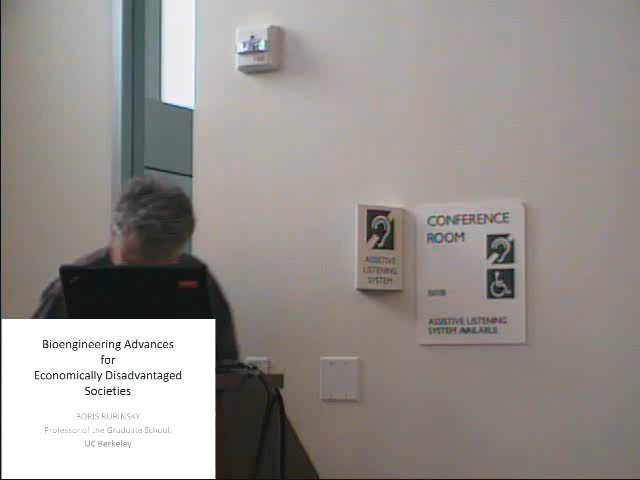 CONFERENCE
ROOM
ASSISTIVE
LISTENING
SYSTEM
ASSISTIVE LISTENING
SYSTEM AVAILABLE
Bioengineering Advances
for
Economically Disadvantaged
Societies
BORIS RUBINSKY
Professor of the Graduate School,
UC Berkeley